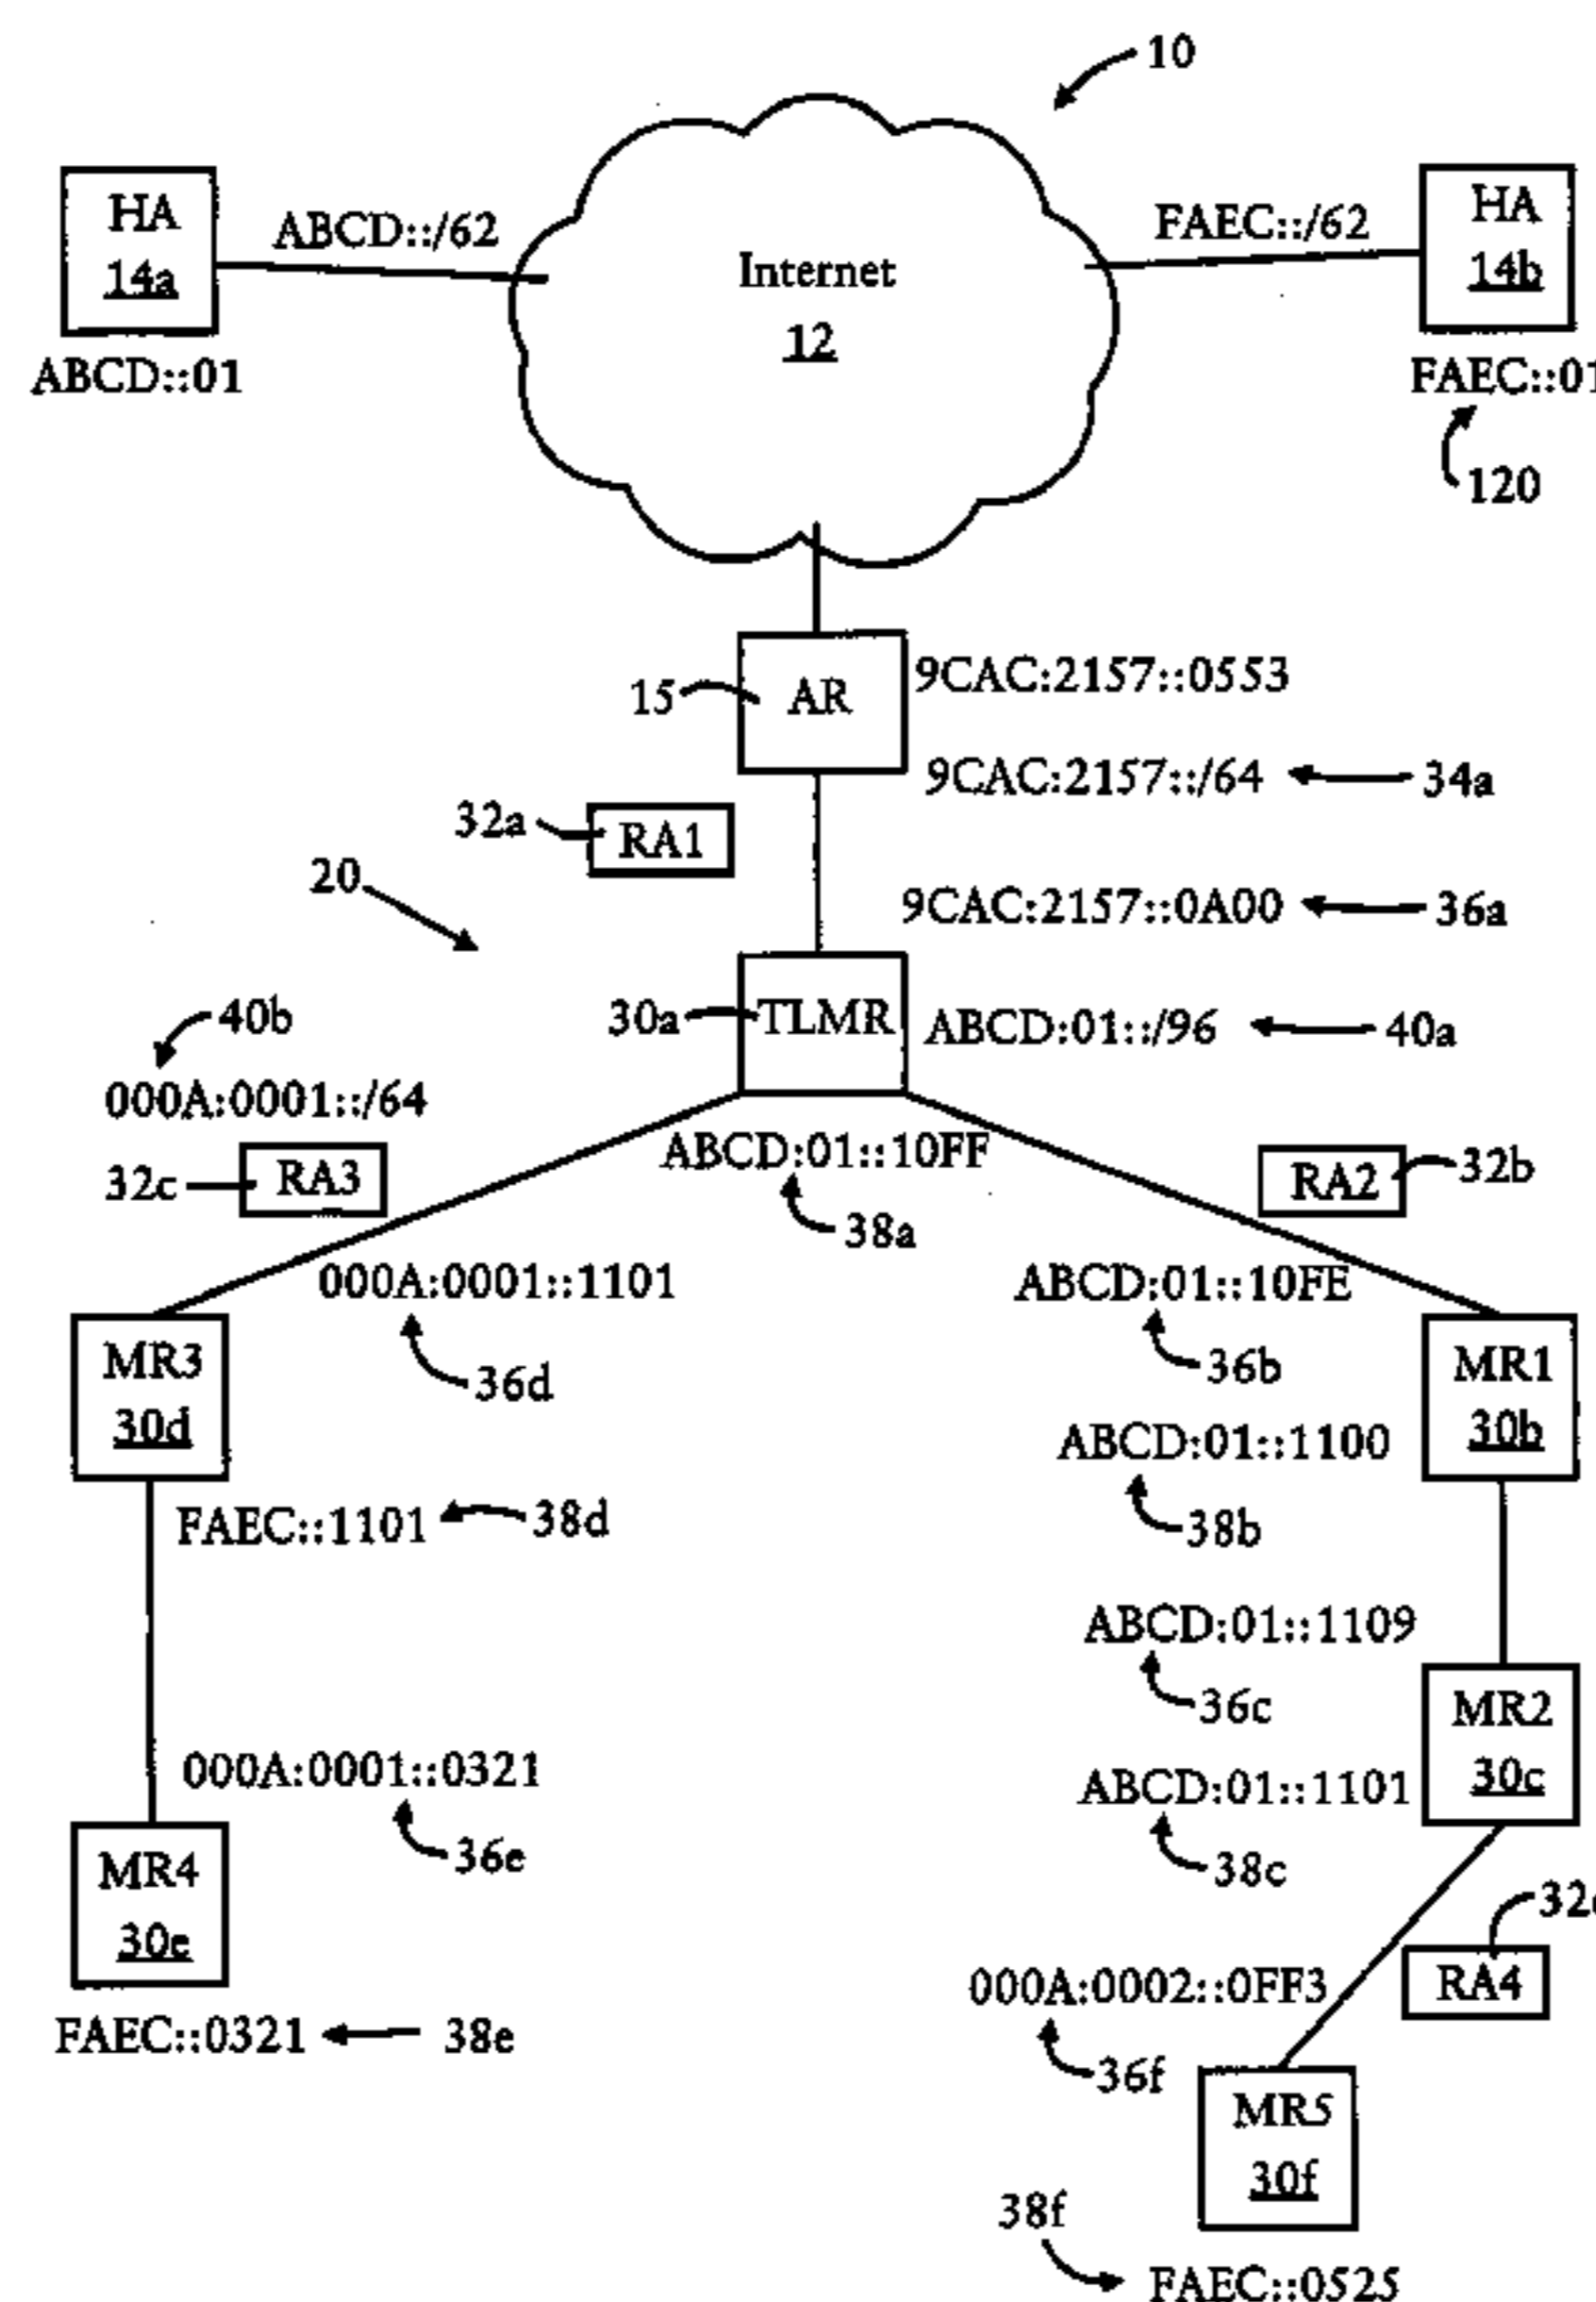 10
HA
14a
ABCD::/62
ABCD::01
Internet
12
FAEC::/62
HA
14b
FAEC::01
120
15
AR
9CAC:2157::0553
9CAC:2157::/64
34a
32a
RA1
20
9CAC:2157::0A00
36a
30a
TLMR
ABCD:01::/96
40a
40b
000A:0001::/64
32c
RA3
ABCD:01::10FF
38a
RA2
32b
000A:0001::1101
36d
ABCD:01::10FE
36b
MR3
30d
MR1
30b
ABCD:01::1100
38b
FAEC::1101
38d
ABCD:01::1109
36c
MR2
30c
000A:0001::0321
36e
ABCD:01::1101
38c
MR4
30e
FAEC::0321
38e
RA4
000A:0002::0FF3
36f
MR5
30f
38f
FAEC::0525